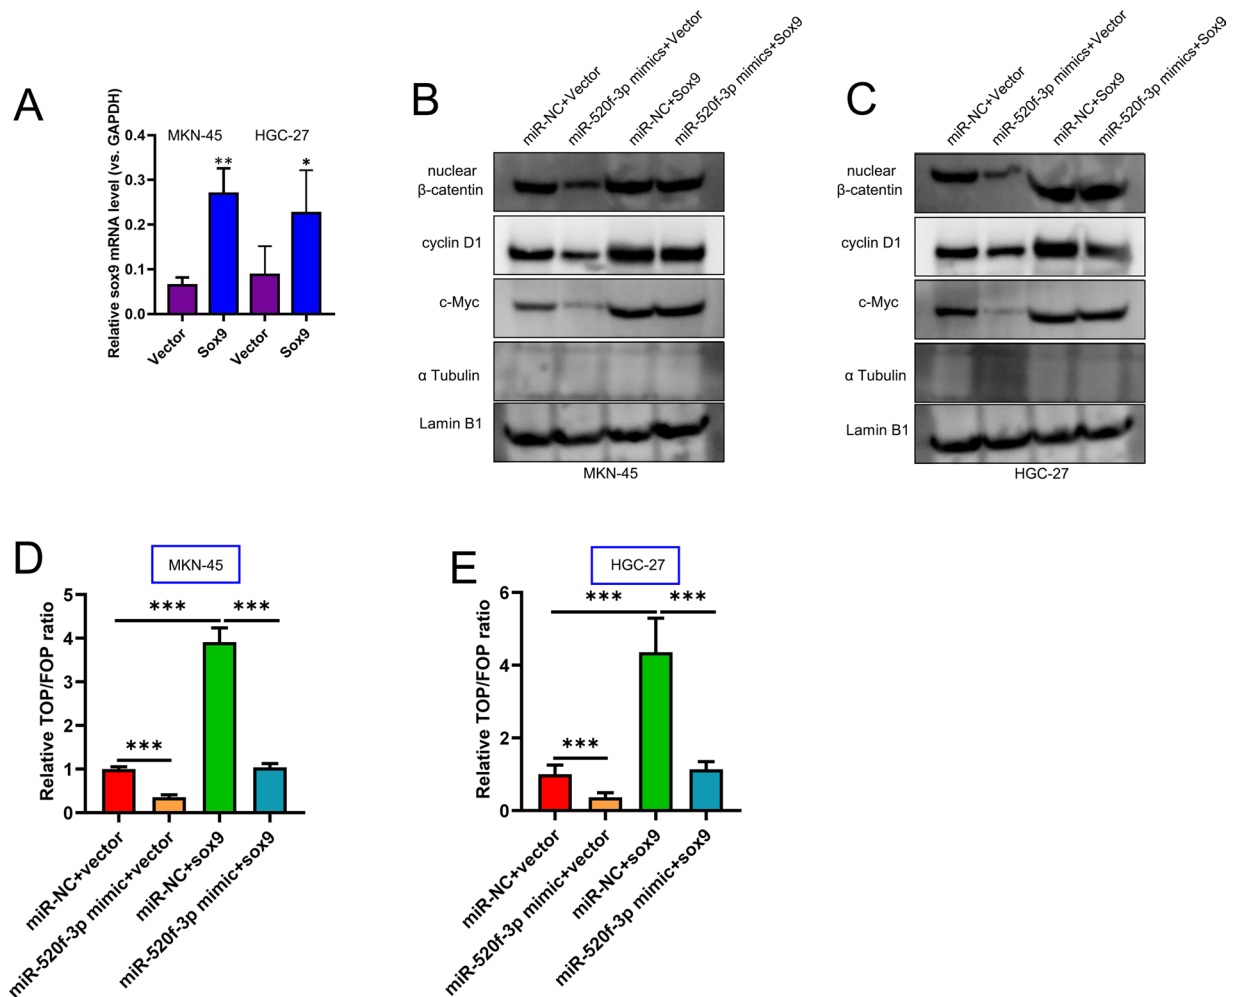 A
Relative sox9 mRNA level (vs. GAPDH)
MKN-45
HGC-27
**
*
0.4
0.3
0.2
0.1
0.0
Vector
Sox9
Vector
Sox9
B
miR-NC+Vector
miR-520f-3p mimics+Vector
miR-NC+Sox9
miR-520f-3p mimics+Sox9
nuclear
β-catentin
cyclin D1
c-Myc
α Tubulin
Lamin B1
MKN-45
C
miR-NC+Vector
miR-520f-3p mimics+Vector
miR-NC+Sox9
miR-520f-3p mimics+Sox9
nuclear
β-catentin
cyclin D1
c-Myc
α Tubulin
Lamin B1
HGC-27
D
MKN-45
Relative TOP/FOP ratio
5
4
3
2
1
0
***
***
***
miR-NC+vector
miR-520f-3p mimic+vector
miR-NC+sox9
miR-520f-3p mimic+sox9
E
HGC-27
Relative TOP/FOP ratio
6
4
2
0
***
***
***
miR-NC+vector
miR-520f-3p mimic+vector
miR-NC+sox9
miR-520f-3p mimic+sox9